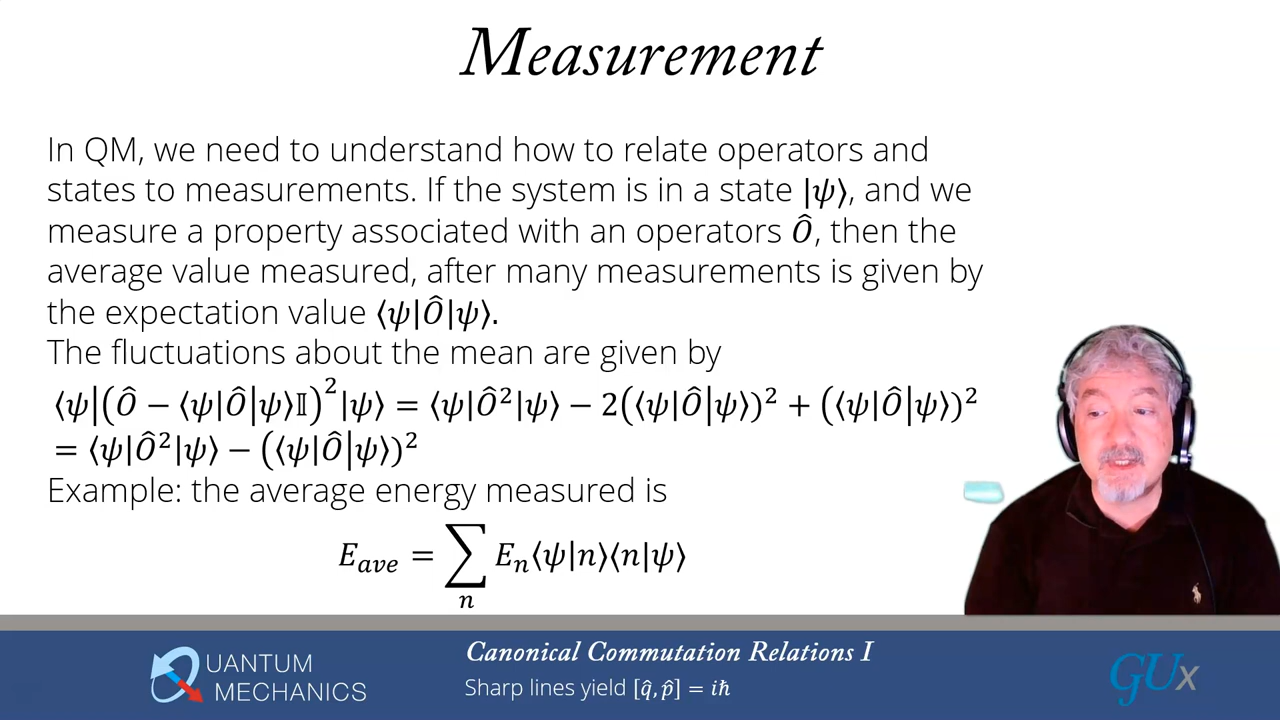 Measurement
In QM, we need to understand how to relate operators and
states to measurements. If the system is in a state |ψ⟩, and we
measure a property associated with an operators Ô, then the
average value measured, after many measurements is given by
the expectation value ⟨ψ|Ô|ψ⟩.
The fluctuations about the mean are given by
⟨ψ|(Ô − ⟨ψ|Ô|ψ⟩𝕀)²|ψ⟩ = ⟨ψ|Ô²|ψ⟩ − 2(⟨ψ|Ô|ψ⟩)² + (⟨ψ|Ô|ψ⟩)²
= ⟨ψ|Ô²|ψ⟩ − (⟨ψ|Ô|ψ⟩)²
Example: the average energy measured is
E_ave = ∑_n E_n⟨ψ|n⟩⟨n|ψ⟩
QUANTUM
MECHANICS
Canonical Commutation Relations I
Sharp lines yield [q̂, p̂] = iħ
GUx